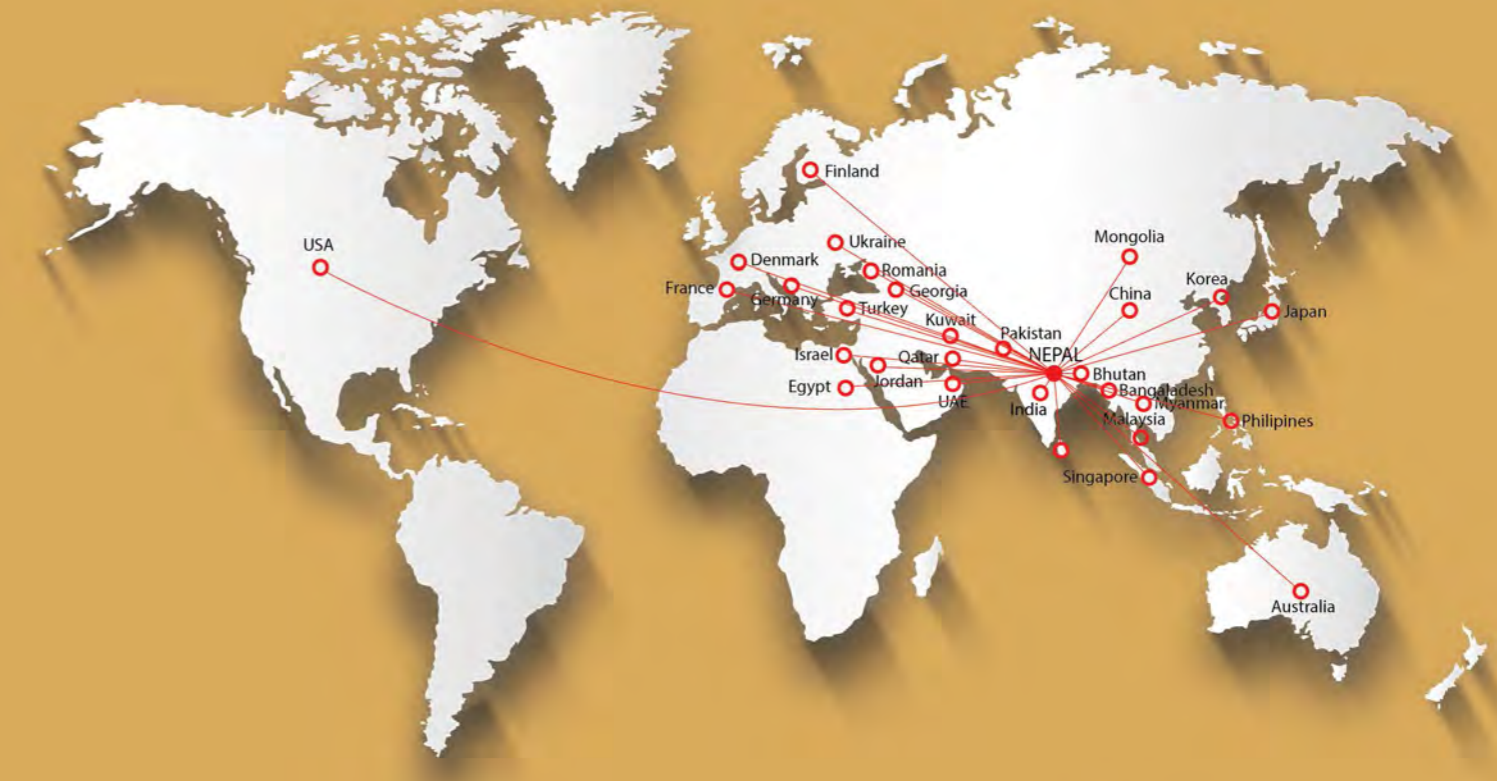 Finland
USA
Ukraine
Mongolia
Denmark
Romania
France
Germany
Georgia
Korea
China
Turkey
Japan
Kuwait
Pakistan
Israel
Qatar
NEPAL
Jordan
Bhutan
Egypt
Bangaladesh
UAE
Myanmar
India
Malaysia
Philipines
Singapore
Australia